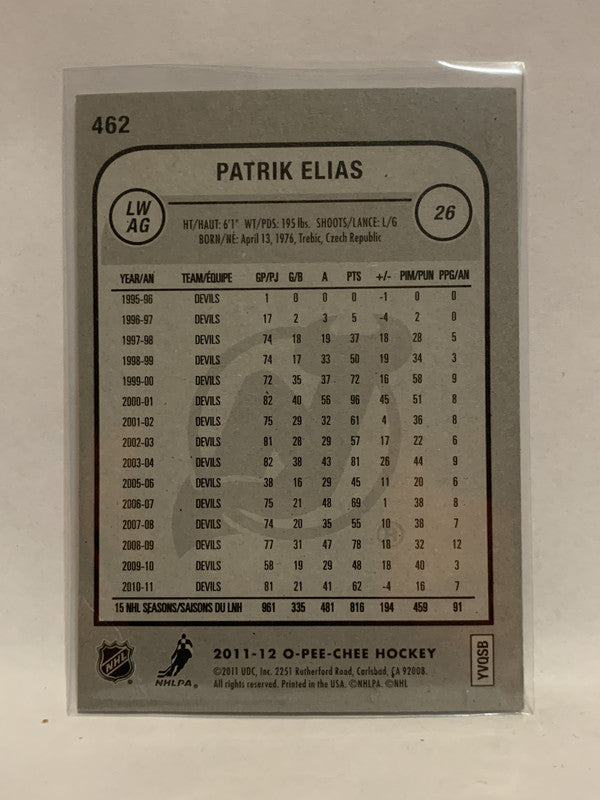 462
PATRIK ELIAS
LW
AG
26
HT/HAUT: 6'1" WT/PDS: 195 lbs. SHOOTS/LANCE: L/G
BORN/NÉ: April 13, 1976, Trebic, Czech Republic
YEAR/AN TEAM/ÉQUIPE GP/PJ G/B A PTS +/- PIM/PUN PPG/AN
1995-96 DEVILS 1 0 0 0 -1 0 0
1996-97 DEVILS 17 2 3 5 -4 2 0
1997-98 DEVILS 74 18 19 37 18 28 5
1998-99 DEVILS 74 17 33 50 19 34 3
1999-00 DEVILS 72 35 37 72 16 58 9
2000-01 DEVILS 82 40 56 96 45 51 8
2001-02 DEVILS 75 29 32 61 4 36 8
2002-03 DEVILS 81 28 29 57 17 22 6
2003-04 DEVILS 82 38 43 81 26 44 9
2005-06 DEVILS 38 16 29 45 11 20 6
2006-07 DEVILS 75 21 48 69 1 38 8
2007-08 DEVILS 74 20 35 55 10 38 7
2008-09 DEVILS 77 31 47 78 18 32 12
2009-10 DEVILS 58 19 29 48 18 40 3
2010-11 DEVILS 81 21 41 62 -4 16 7
15 NHL SEASONS/SAISONS DU LNH 961 335 481 816 194 459 91
NHL
NHLPA®
2011-12 O-PEE-CHEE HOCKEY
©2011 UDC, Inc. 2251 Rutherford Road, Carlsbad, CA 92008.
All rights reserved. Printed in the USA. ©NHLPA. ©NHL
YVQSB